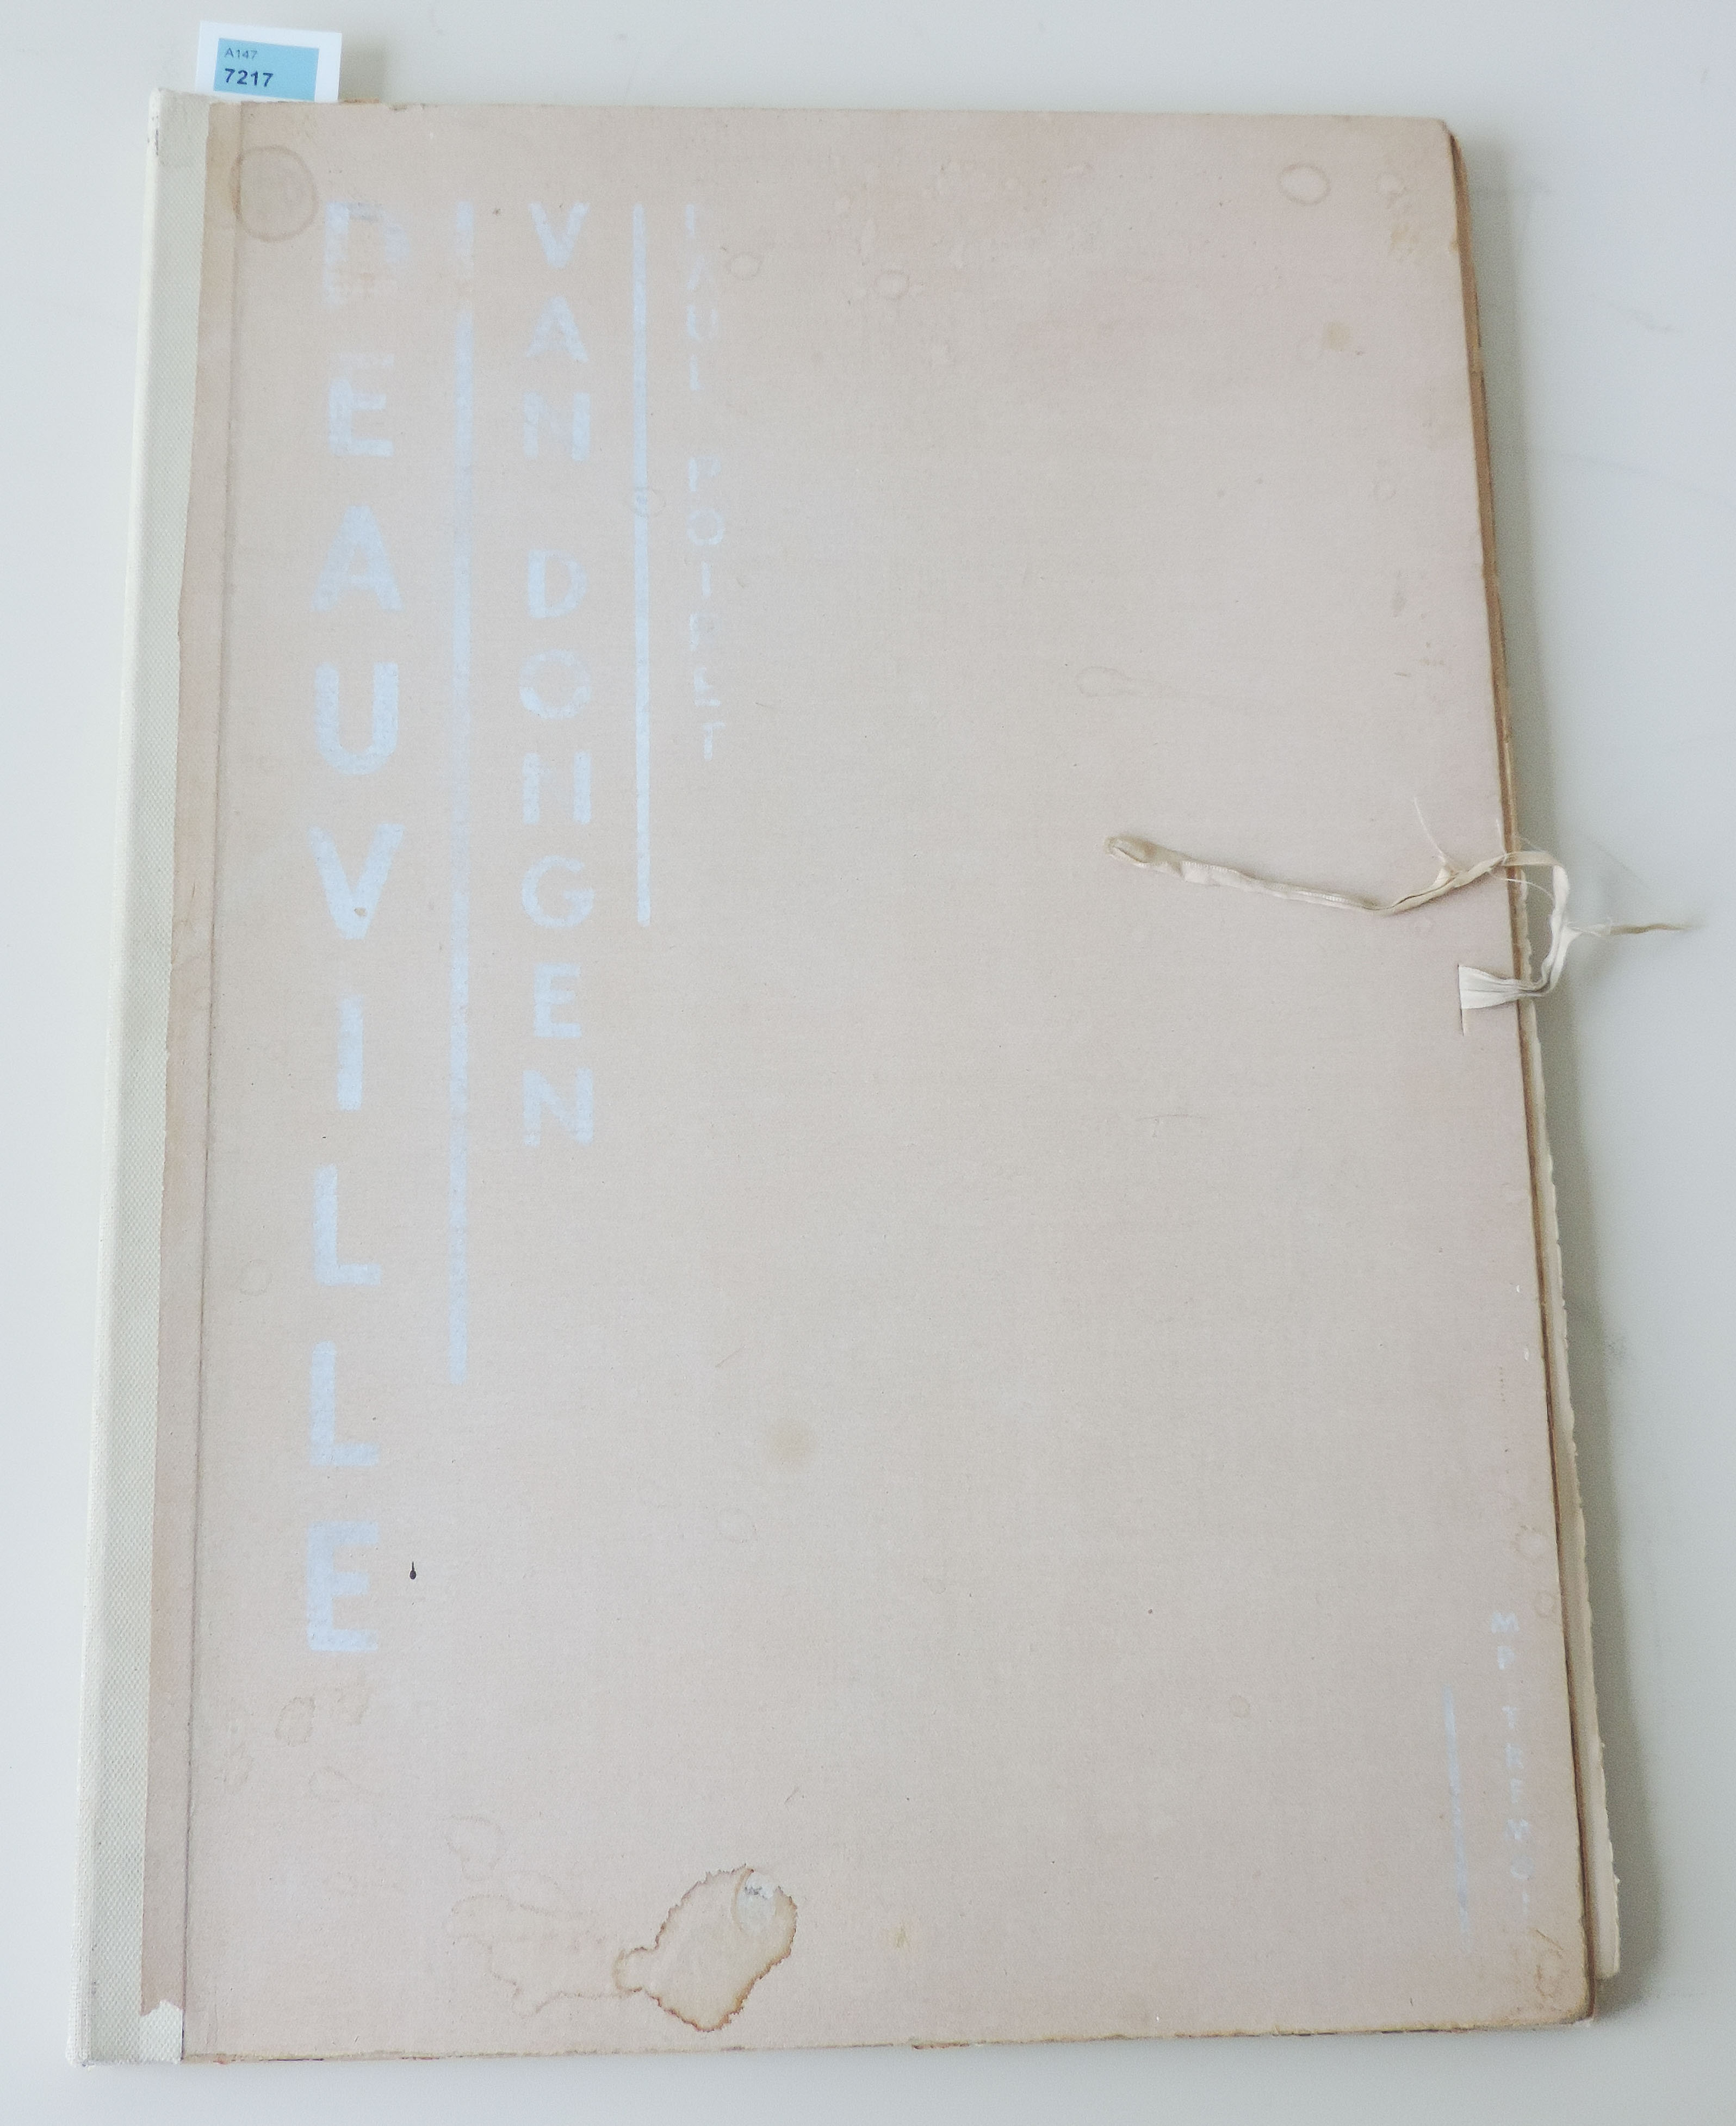 A147
7217
DEAUVILLE
VAN DONGEN
PAUL POIRET